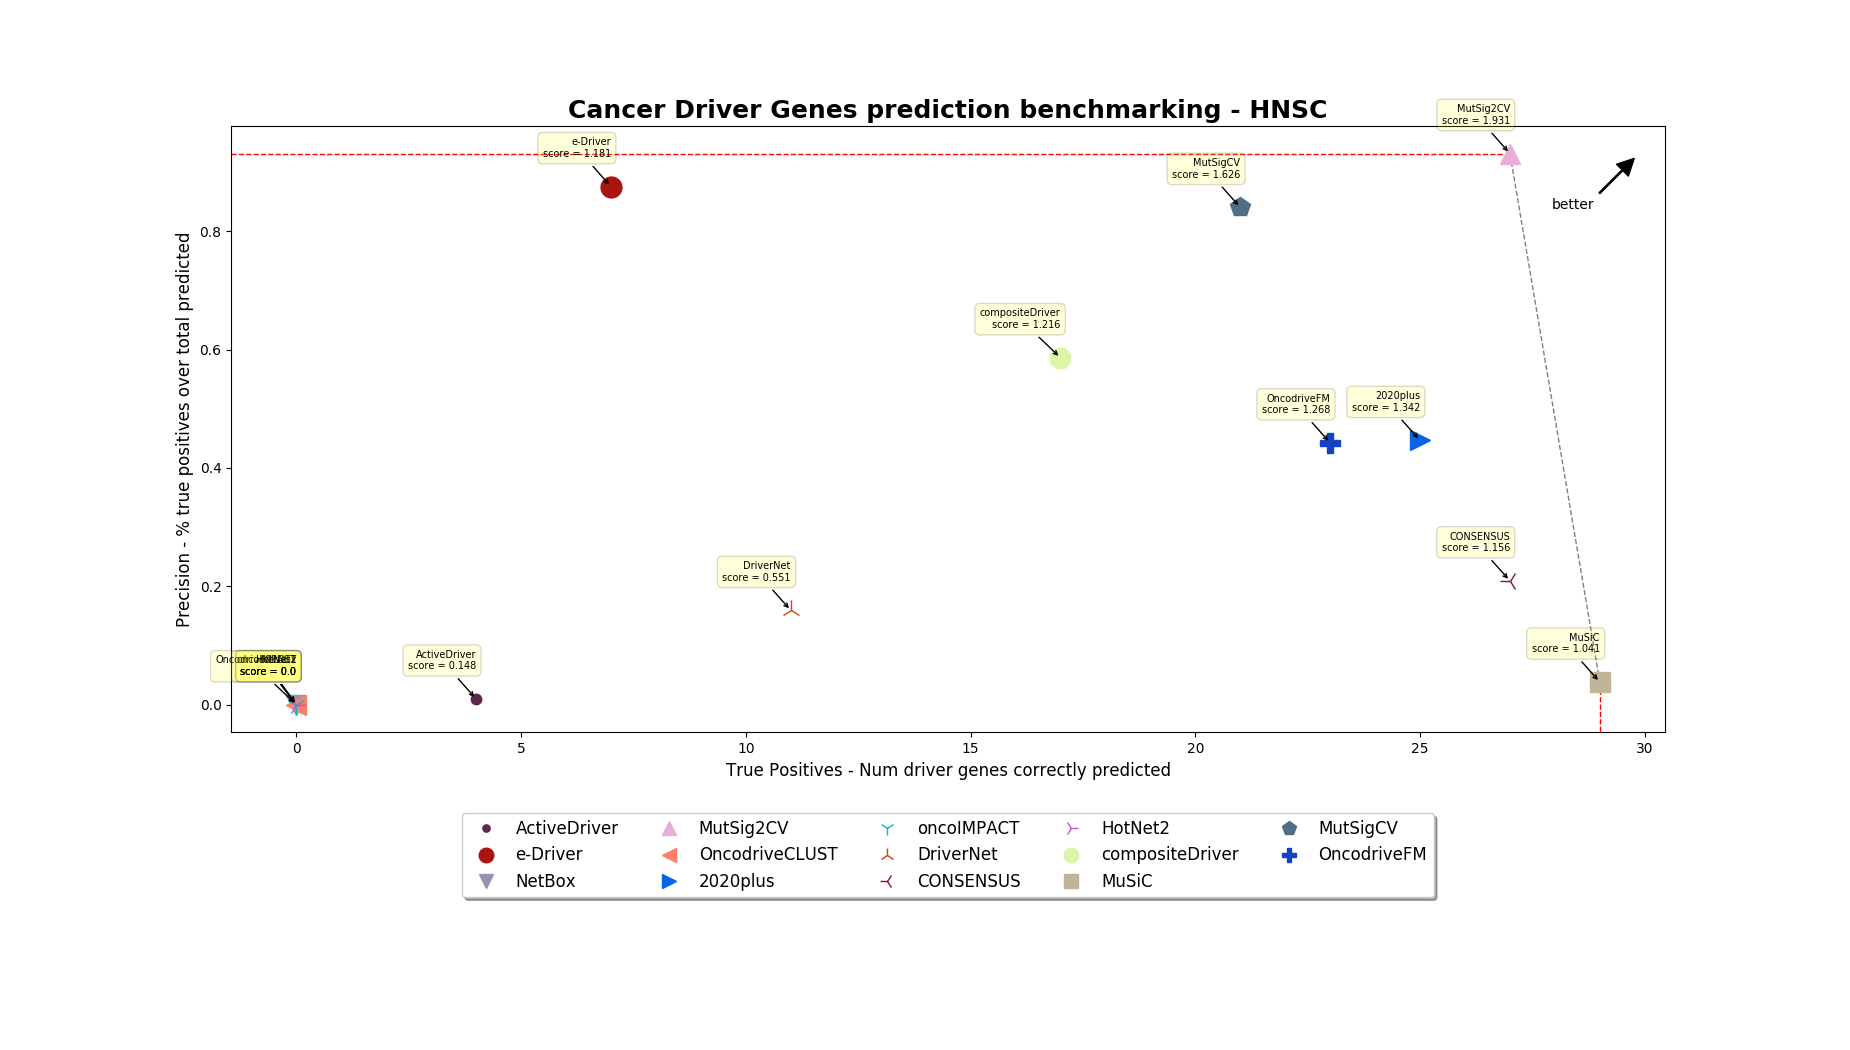 Cancer Driver Genes prediction benchmarking - HNSC
MutSig2CV
score = 1.931
e-Driver
score = 1.181
MutSigCV
score = 1.626
better
compositeDriver
score = 1.216
OncodriveFM
score = 1.268
2020plus
score = 1.342
CONSENSUS
score = 1.156
DriverNet
score = 0.551
MuSiC
score = 1.041
ActiveDriver
score = 0.148
score = 0.0
Precision - % true positives over total predicted
0.8
0.6
0.4
0.2
0.0
0 5 10 15 20 25 30
True Positives - Num driver genes correctly predicted
ActiveDriver MutSig2CV oncoIMPACT HotNet2 MutSigCV
e-Driver OncodriveCLUST DriverNet compositeDriver OncodriveFM
NetBox 2020plus CONSENSUS MuSiC